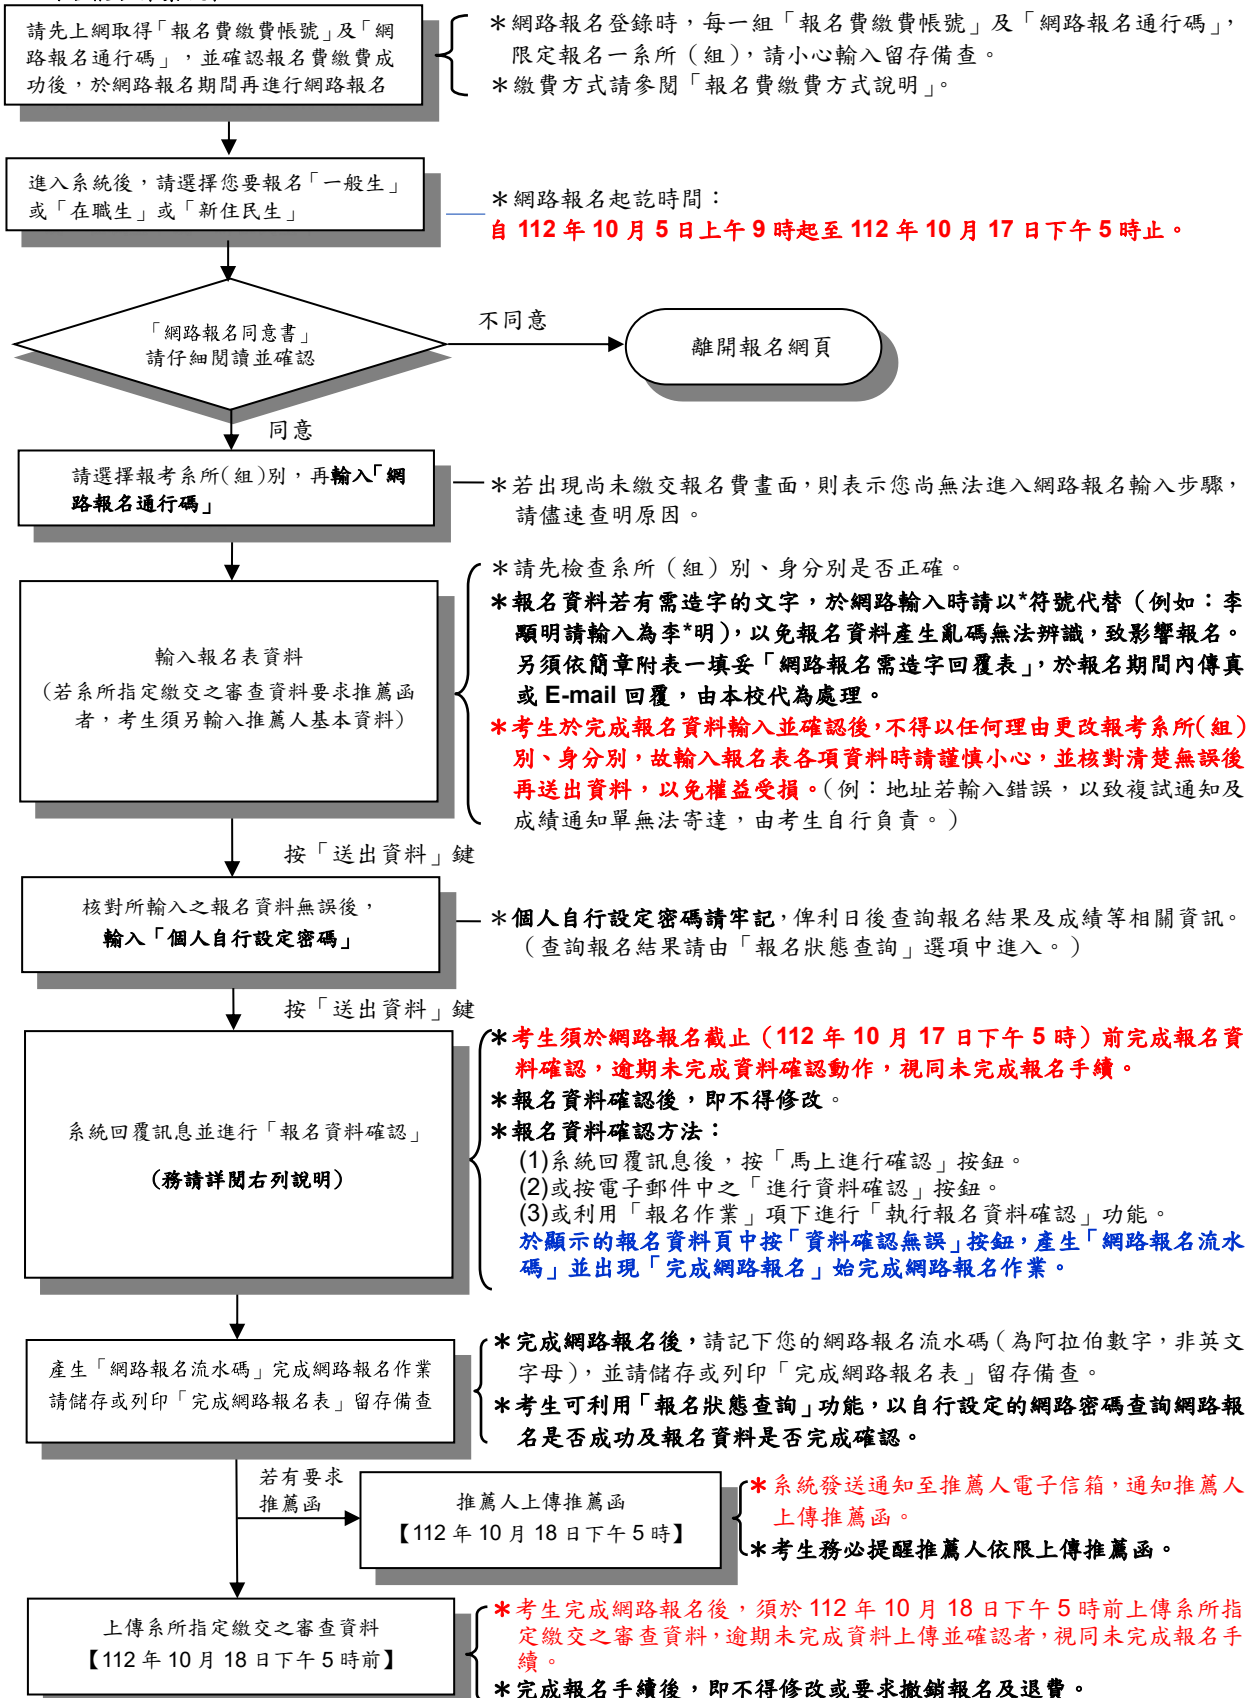 請先上網取得「報名費繳費帳號」及「網
路報名通行碼」，並確認報名費繳費成
功後，於網路報名期間再進行網路報名
＊網路報名登錄時，每一組「報名費繳費帳號」及「網路報名通行碼」，
限定報名一系所（組），請小心輸入留存備查。
＊繳費方式請參閱「報名費繳費方式說明」。
進入系統後，請選擇您要報名「一般生」
或「在職生」或「新住民生」
＊網路報名起訖時間：
自 112 年 10 月 5 日上午 9 時起至 112 年 10 月 17 日下午 5 時止。
「網路報名同意書」
請仔細閱讀並確認
不同意
離開報名網頁
同意
請選擇報考系所(組)別，再輸入「網
路報名通行碼」
＊若出現尚未繳交報名費畫面，則表示您尚無法進入網路報名輸入步驟，
請儘速查明原因。
輸入報名表資料
（若系所指定繳交之審查資料要求推薦函
者，考生須另輸入推薦人基本資料）
＊請先檢查系所（組）別、身分別是否正確。
＊報名資料若有需造字的文字，於網路輸入時請以*符號代替（例如：李
顯明請輸入為李*明），以免報名資料產生亂碼無法辨識，致影響報名。
另須依簡章附表一填妥「網路報名需造字回覆表」，於報名期間內傳真
或 E-mail 回覆，由本校代為處理。
＊考生於完成報名資料輸入並確認後，不得以任何理由更改報考系所(組)
別、身分別，故輸入報名表各項資料時請謹慎小心，並核對清楚無誤後
再送出資料，以免權益受損。（例：地址若輸入錯誤，以致複試通知及
成績通知單無法寄達，由考生自行負責。）
按「送出資料」鍵
核對所輸入之報名資料無誤後，
輸入「個人自行設定密碼」
＊個人自行設定密碼請牢記，俾利日後查詢報名結果及成績等相關資訊。
（查詢報名結果請由「報名狀態查詢」選項中進入。）
按「送出資料」鍵
系統回覆訊息並進行「報名資料確認」
（務請詳閱右列說明）
＊考生須於網路報名截止（112 年 10 月 17 日下午 5 時）前完成報名資
料確認，逾期未完成資料確認動作，視同未完成報名手續。
＊報名資料確認後，即不得修改。
＊報名資料確認方法：
(1)系統回覆訊息後，按「馬上進行確認」按鈕。
(2)或按電子郵件中之「進行資料確認」按鈕。
(3)或利用「報名作業」項下進行「執行報名資料確認」功能。
於顯示的報名資料頁中按「資料確認無誤」按鈕，產生「網路報名流水
碼」並出現「完成網路報名」始完成網路報名作業。
產生「網路報名流水碼」完成網路報名作業
請儲存或列印「完成網路報名表」留存備查
＊完成網路報名後，請記下您的網路報名流水碼（為阿拉伯數字，非英文
字母），並請儲存或列印「完成網路報名表」留存備查。
＊考生可利用「報名狀態查詢」功能，以自行設定的網路密碼查詢網路報
名是否成功及報名資料是否完成確認。
若有要求
推薦函
推薦人上傳推薦函
【112 年 10 月 18 日下午 5 時】
＊系統發送通知至推薦人電子信箱，通知推薦人
上傳推薦函。
＊考生務必提醒推薦人依限上傳推薦函。
上傳系所指定繳交之審查資料
【112 年 10 月 18 日下午 5 時前】
＊考生完成網路報名後，須於 112 年 10 月 18 日下午 5 時前上傳系所指
定繳交之審查資料，逾期未完成資料上傳並確認者，視同未完成報名手
續。
＊完成報名手續後，即不得修改或要求撤銷報名及退費。